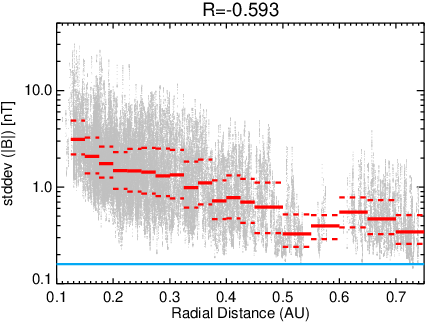 R=-0.593
stddev (|B|) [nT]
10.0
1.0
0.1
0.1 0.2 0.3 0.4 0.5 0.6 0.7
Radial Distance (AU)